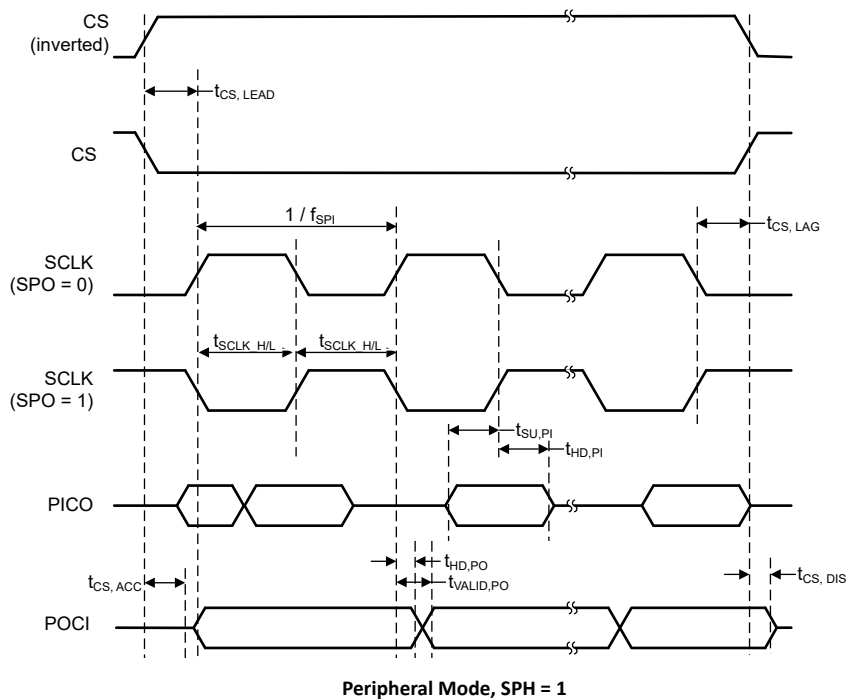 CS
(inverted)
tCS, LEAD
CS
1 / fSPI
tCS, LAG
SCLK
(SPO = 0)
tSCLK_H/L
tSCLK_H/L
SCLK
(SPO = 1)
tSU,PI
tHD,PI
PICO
tHD,PO
tVALID,PO
tCS, ACC
tCS, DIS
POCI
Peripheral Mode, SPH = 1